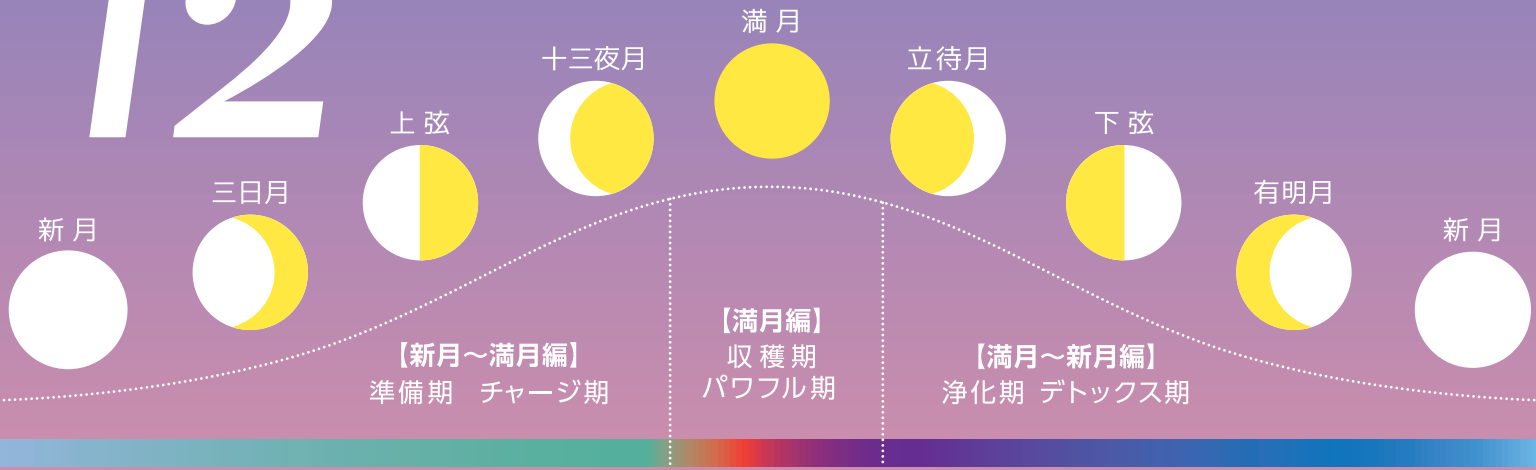 12
満月
十三夜月
立待月
上弦
下弦
三日月
有明月
新月
新月
【満月編】
収穫期
パワフル期
【新月〜満月編】
準備期 チャージ期
【満月〜新月編】
浄化期 デトックス期